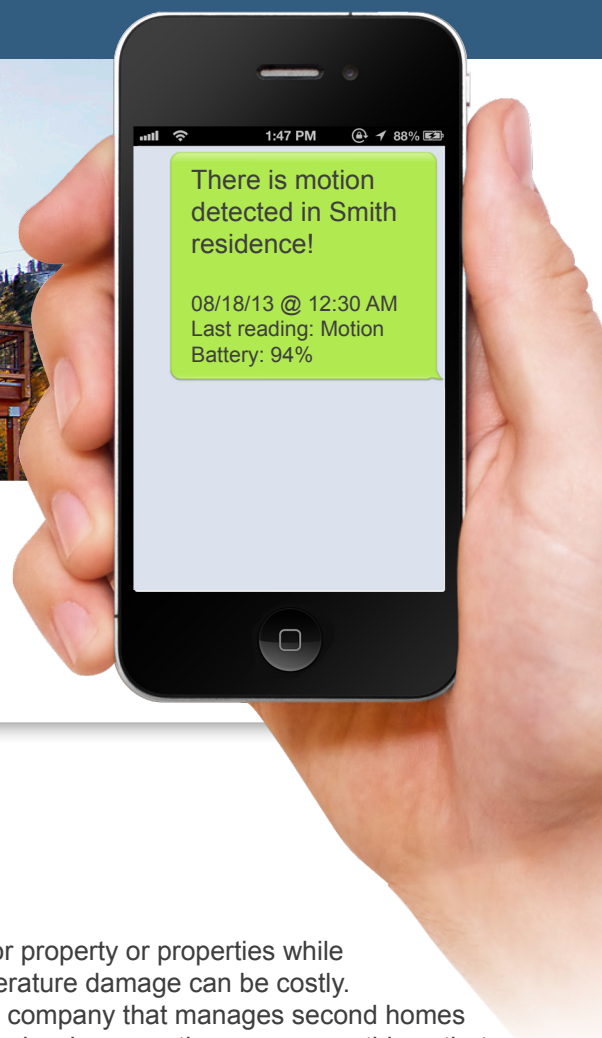 1:47 PM 88%
There is motion
detected in Smith
residence!
08/18/13 @ 12:30 AM
Last reading: Motion
Battery: 94%
or property or properties while
erature damage can be costly.
company that manages second homes